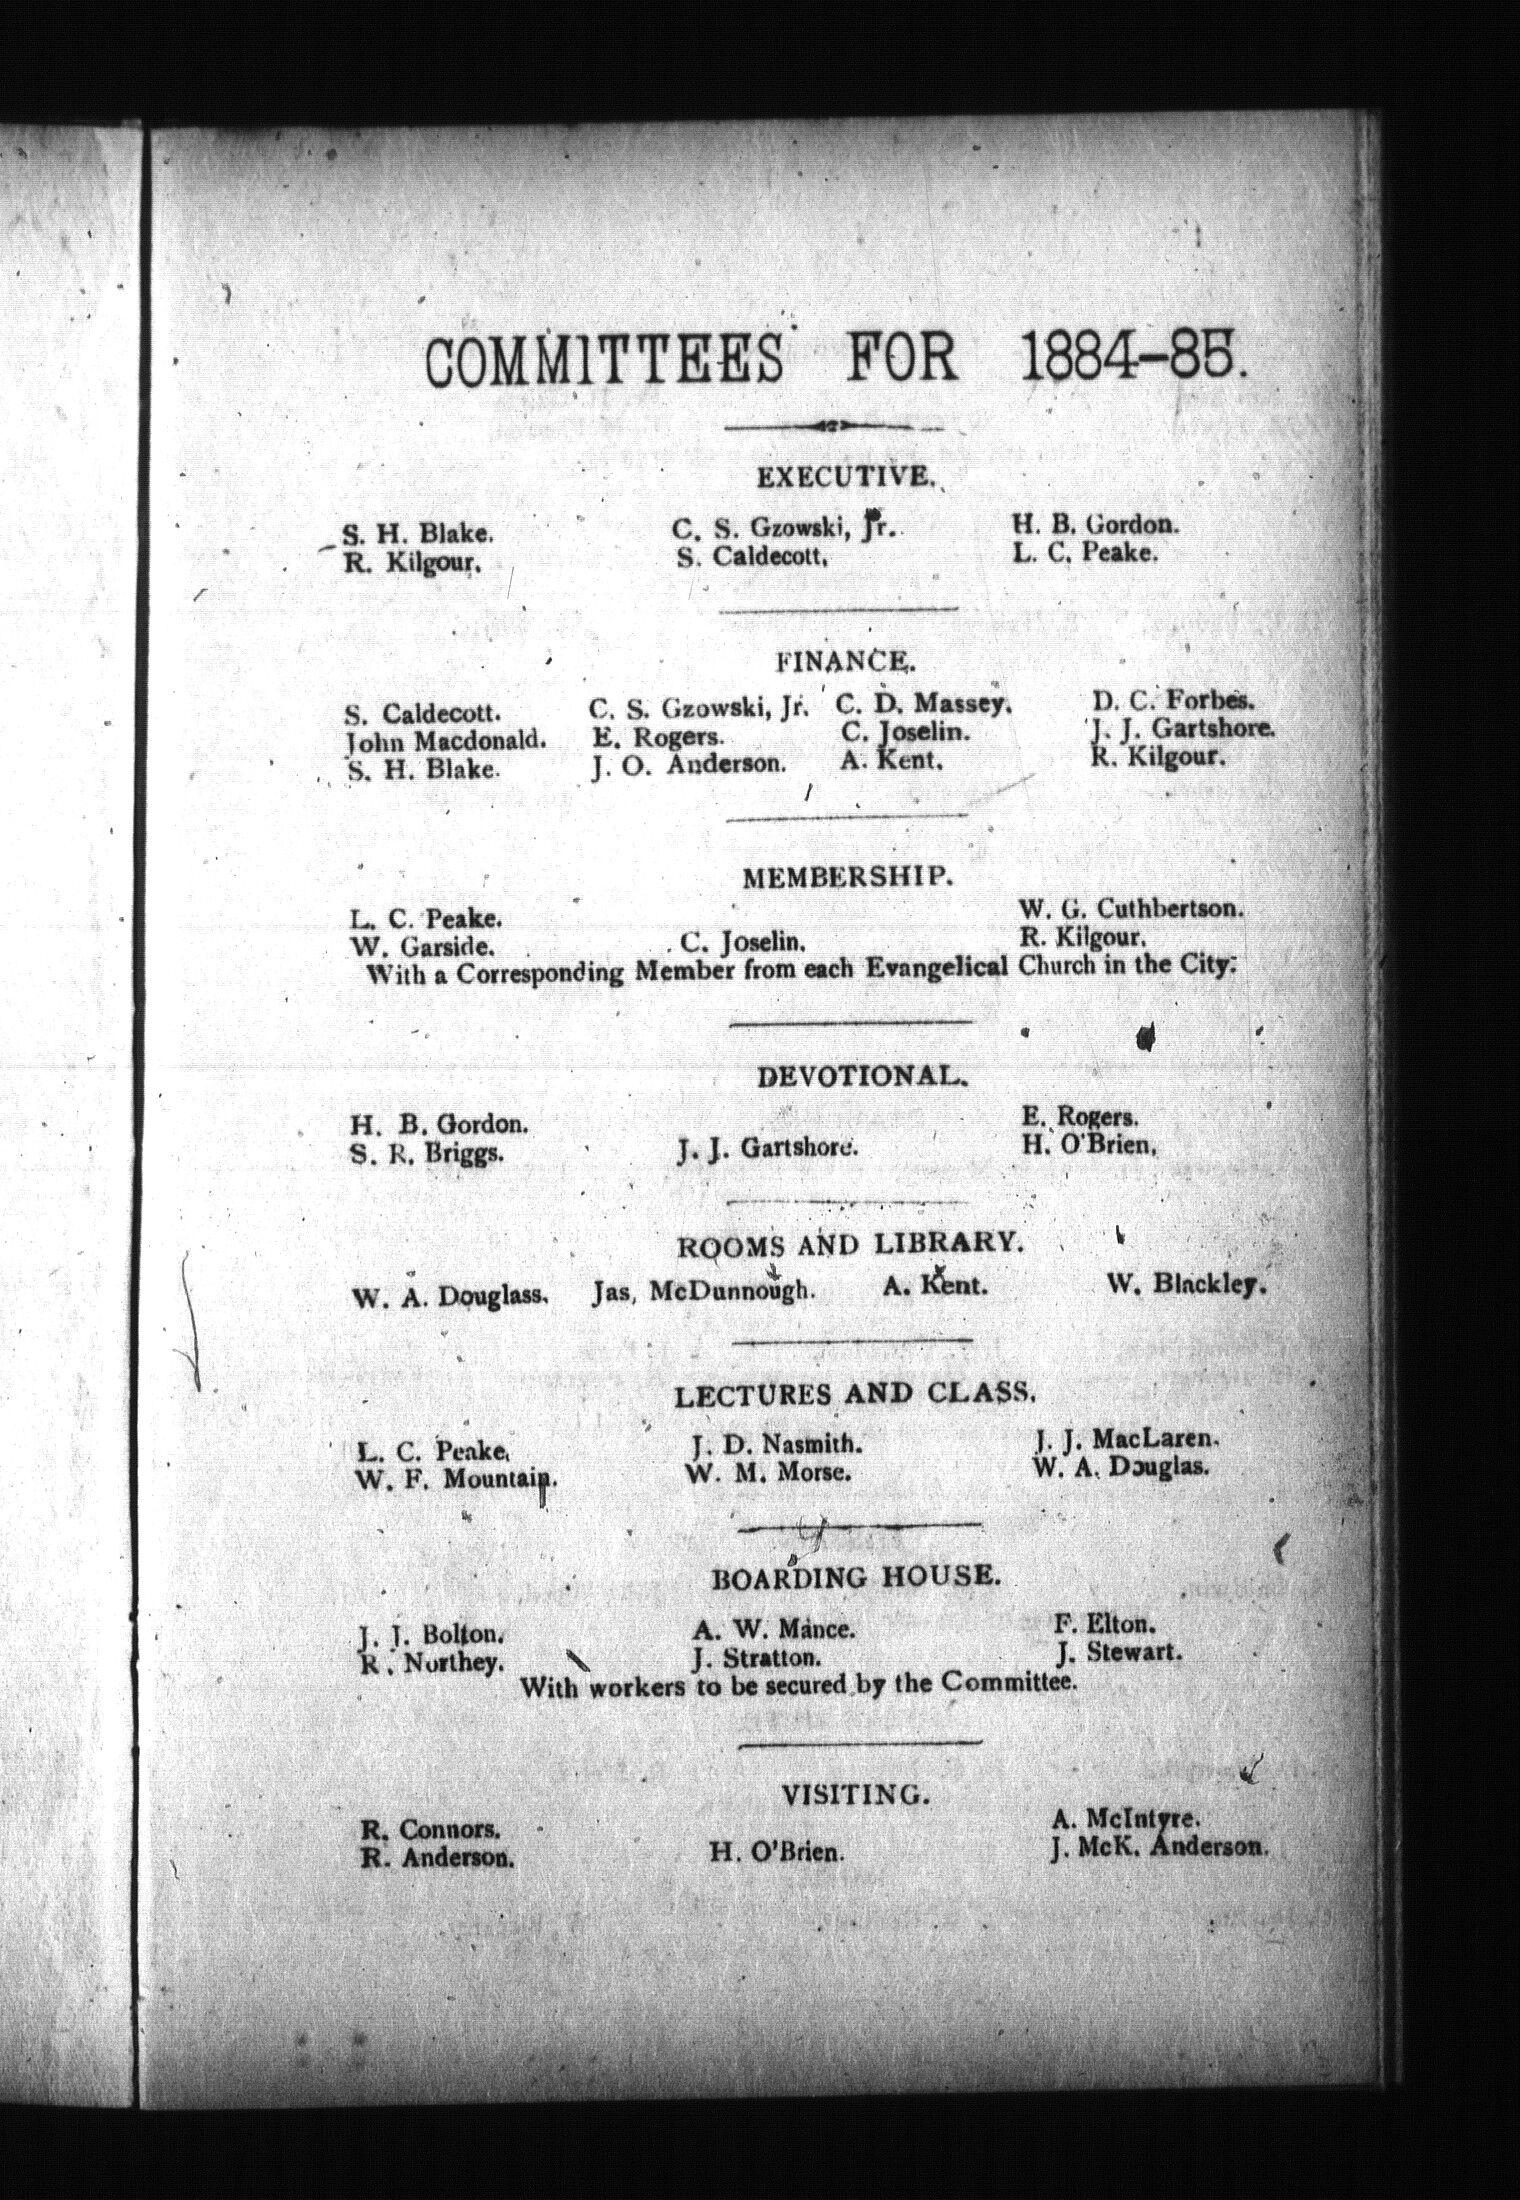 COMMITTEES FOR 1884-85.
EXECUTIVE.
S. H. Blake. C. S. Gzowski, Jr. H. B. Gordon.
R. Kilgour. S. Caldecott. L. C. Peake.
FINANCE.
S. Caldecott. C. S. Gzowski, Jr. C. D. Massey. D. C. Forbes.
John Macdonald. E. Rogers. C. Joselin. J. J. Gartshore.
S. H. Blake. J. O. Anderson. A. Kent. R. Kilgour.
MEMBERSHIP.
L. C. Peake. W. G. Cuthbertson.
W. Garside. C. Joselin. R. Kilgour.
With a Corresponding Member from each Evangelical Church in the City.
DEVOTIONAL.
H. B. Gordon. E. Rogers.
S. R. Briggs. J. J. Gartshore. H. O'Brien.
ROOMS AND LIBRARY.
W. A. Douglass. Jas. McDunnough. A. Kent. W. Blackley.
LECTURES AND CLASS.
L. C. Peake. J. D. Nasmith. J. J. MacLaren.
W. F. Mountain. W. M. Morse. W. A. Douglas.
BOARDING HOUSE.
J. J. Bolton. A. W. Mance. F. Elton.
R. Northey. J. Stratton. J. Stewart.
With workers to be secured by the Committee.
VISITING.
R. Connors. A. McIntyre.
R. Anderson. H. O'Brien. J. McK. Anderson.